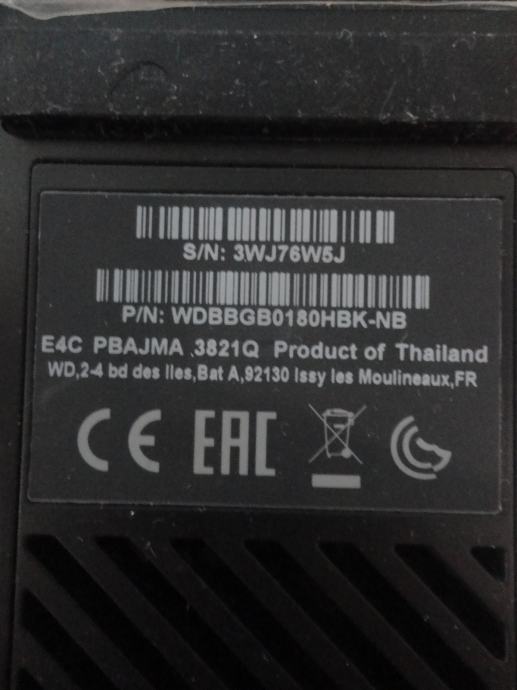 S/N: 3WJ76W5J
P/N: WDBBGB0180HBK-NB
E4C PBAJMA 3821Q Product of Thailand
WD,2-4 bd des Iles,Bat A,92130 Issy les Moulineaux,FR
CE EAC